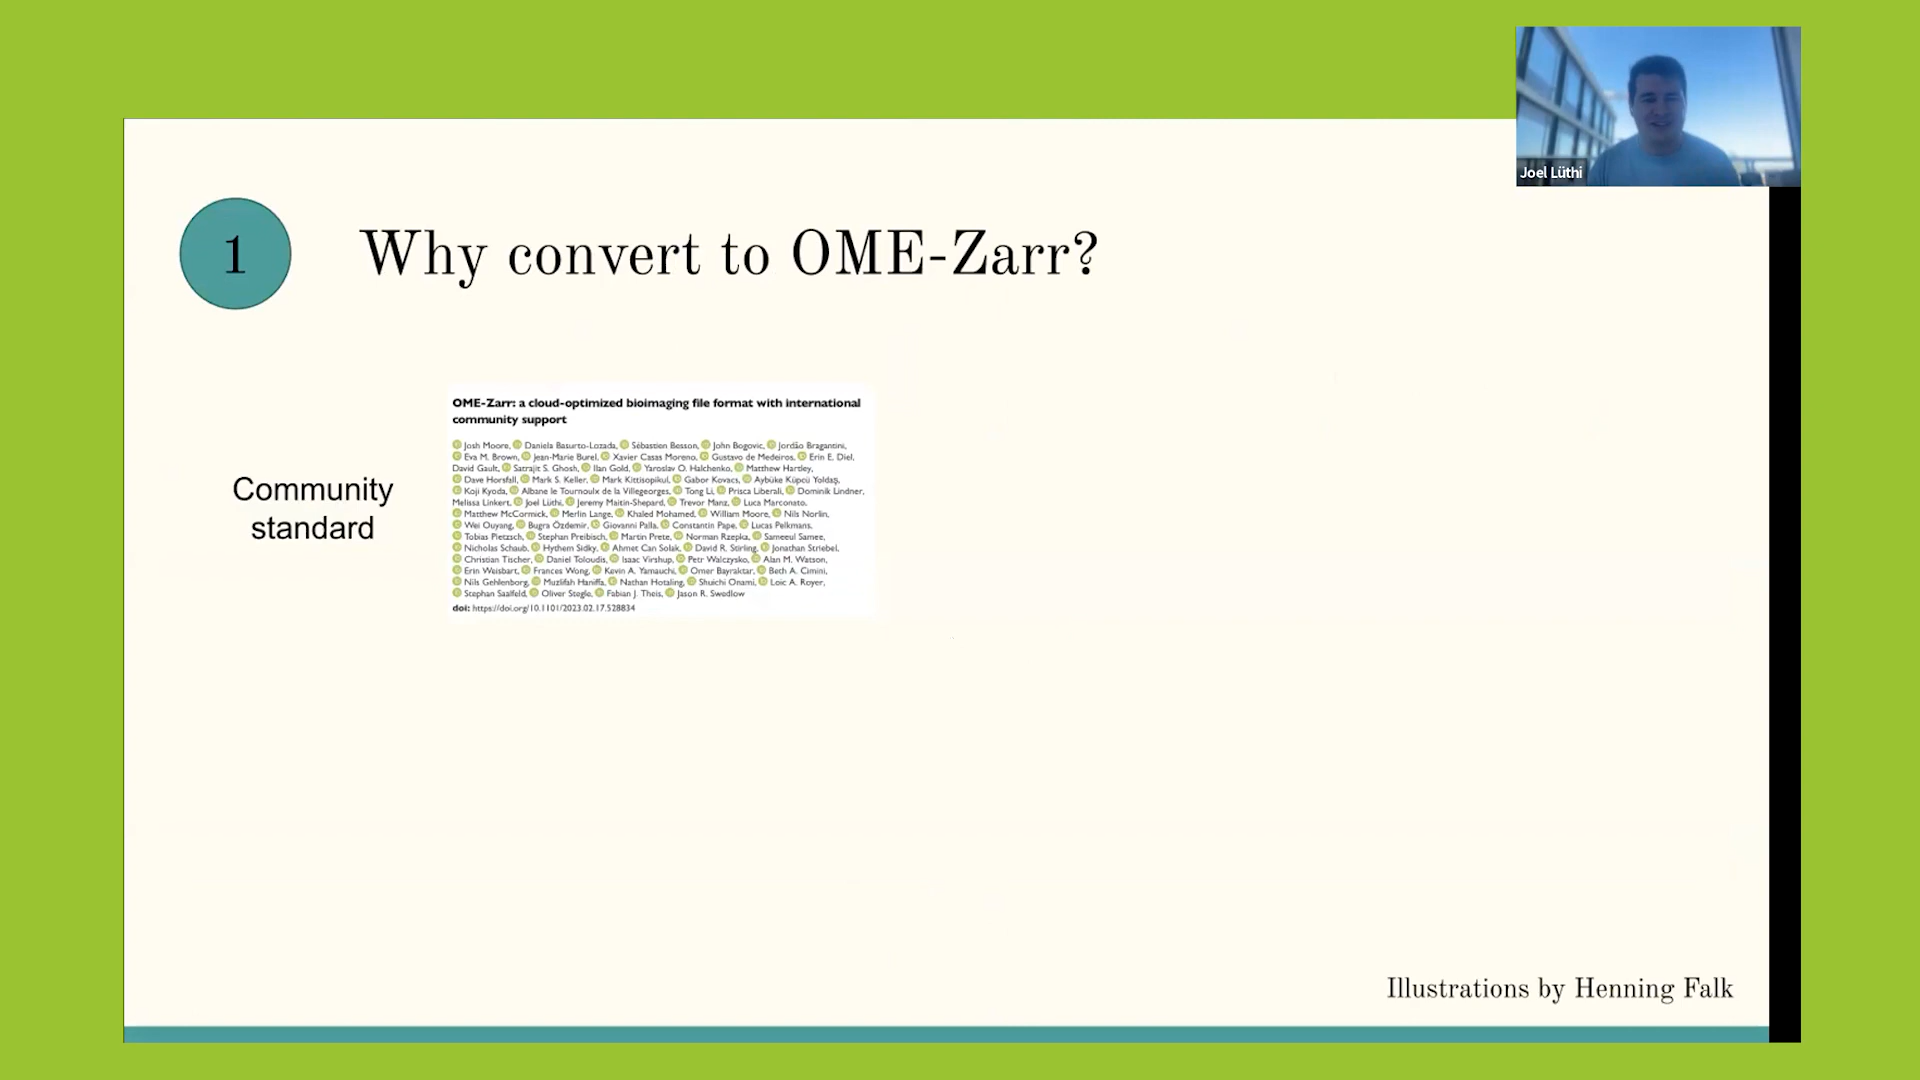 Joel Lüthi
1
Why convert to OME-Zarr?
Community
standard
OME-Zarr: a cloud-optimized bioimaging file format with international
community support
Josh Moore, Daniela Basurto-Lozada, Sébastien Besson, John Bogovic, Jordão Bragantini,
Eva M. Brown, Jean-Marie Burel, Xavier Casas Moreno, Gustavo de Medeiros, Erin E. Diel,
David Gault, Satrajit S. Ghosh, Ilan Gold, Yaroslav O. Halchenko, Matthew Hartley,
Dave Horsfall, Mark S. Keller, Mark Kittisopikul, Gabor Kovacs, Aybüke Küpcü Yoldaş,
Koji Kyoda, Albane le Tournoulx de la Villegeorges, Tong Li, Prisca Liberali, Dominik Lindner,
Melissa Linkert, Joel Lüthi, Jeremy Maitin-Shepard, Trevor Manz, Luca Marconato,
Matthew McCormick, Merlin Lange, Khaled Mohamed, William Moore, Nils Norlin,
Wei Ouyang, Bugra Özdemir, Giovanni Palla, Constantin Pape, Lucas Pelkmans,
Tobias Pietzsch, Stephan Preibisch, Martin Prete, Norman Rzepka, Sameeul Samee,
Nicholas Schaub, Hythem Sidky, Ahmet Can Solak, David R. Stirling, Jonathan Striebel,
Christian Tischer, Daniel Toloudis, Isaac Virshup, Petr Walczysko, Alan M. Watson,
Erin Weisbart, Frances Wong, Kevin A. Yamauchi, Omer Bayraktar, Beth A. Cimini,
Nils Gehlenborg, Muzlifah Haniffa, Nathan Hotaling, Shuichi Onami, Loic A. Royer,
Stephan Saalfeld, Oliver Stegle, Fabian J. Theis, Jason R. Swedlow
doi: https://doi.org/10.1101/2023.02.17.528834
Illustrations by Henning Falk